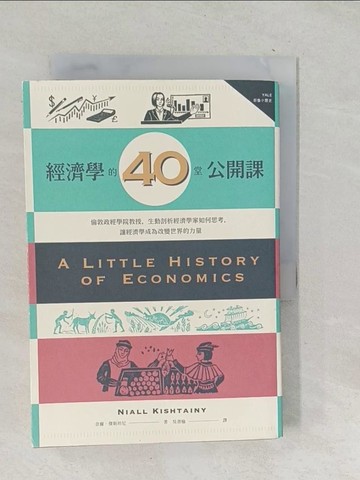 YALE
經濟學的40堂公開課
倫敦政經學院教授，生動剖析經濟學家如何思考，
讓經濟學成為改變世界的力量
A LITTLE HISTORY
OF ECONOMICS
NIALL KISHTAINY
著 譯